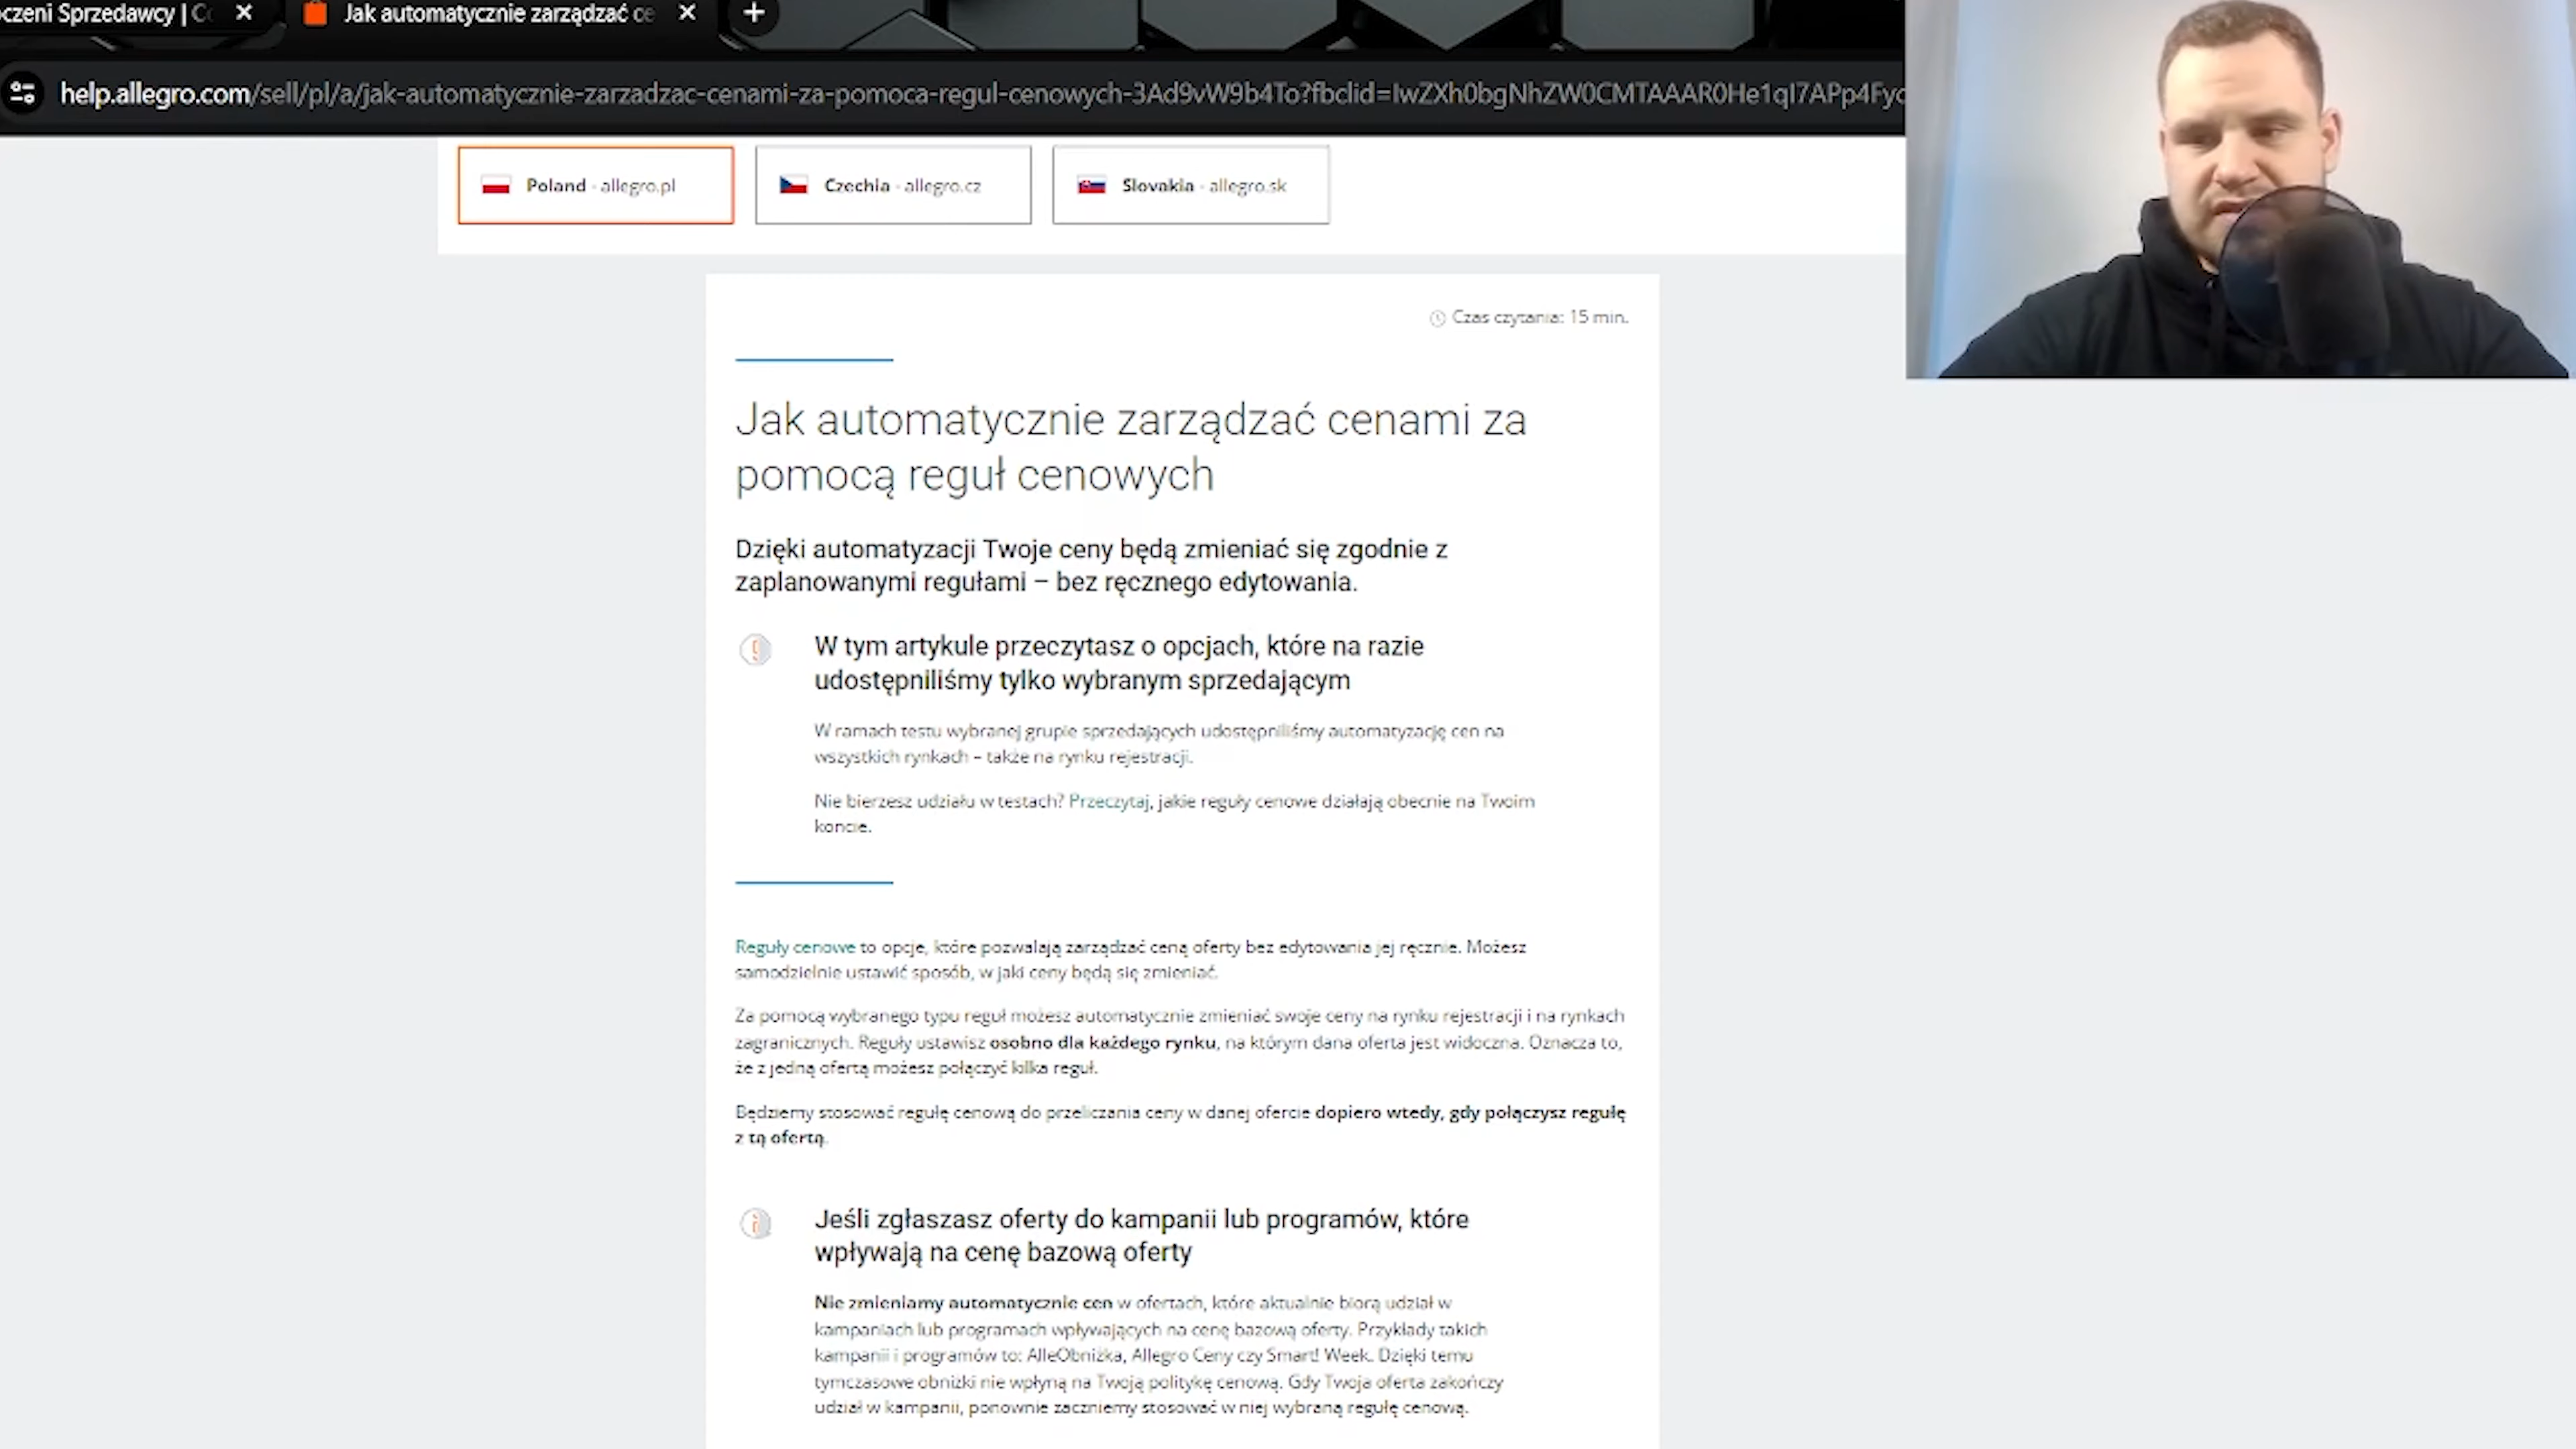 czeni Sprzedawcy | C
Jak automatycznie zarządzać ce
help.allegro.com/sell/pl/a/jak-automatycznie-zarzadzac-cenami-za-pomoca-regul-cenowych-3Ad9vW9b4To?fbclid=IwZXh0bgNhZW0CMTAAAR0He1qI7APp4Fyc
Poland - allegro.pl
Czechia - allegro.cz
Slovakia - allegro.sk
Czas czytania: 15 min.
Jak automatycznie zarządzać cenami za
pomocą reguł cenowych
Dzięki automatyzacji Twoje ceny będą zmieniać się zgodnie z
zaplanowanymi regułami – bez ręcznego edytowania.
W tym artykule przeczytasz o opcjach, które na razie
udostępniliśmy tylko wybranym sprzedającym
W ramach testu wybranej grupie sprzedających udostępniliśmy automatyzację cen na
wszystkich rynkach – także na rynku rejestracji.
Nie bierzesz udziału w testach? Przeczytaj, jakie reguły cenowe działają obecnie na Twoim
koncie.
Reguły cenowe to opcje, które pozwalają zarządzać ceną oferty bez edytowania jej ręcznie. Możesz
samodzielnie ustawić sposób, w jaki ceny będą się zmieniać.
Za pomocą wybranego typu reguł możesz automatycznie zmieniać swoje ceny na rynku rejestracji i na rynkach
zagranicznych. Reguły ustawisz osobno dla każdego rynku, na którym dana oferta jest widoczna. Oznacza to,
że z jedną ofertą możesz połączyć kilka reguł.
Będziemy stosować regułę cenową do przeliczania ceny w danej ofercie dopiero wtedy, gdy połączysz regułę
z tą ofertą.
Jeśli zgłaszasz oferty do kampanii lub programów, które
wpływają na cenę bazową oferty
Nie zmieniamy automatycznie cen w ofertach, które aktualnie biorą udział w
kampaniach lub programach wpływających na cenę bazową oferty. Przykłady takich
kampanii i programów to: AlleObniżka, Allegro Ceny czy Smart! Week. Dzięki temu
tymczasowe obniżki nie wpłyną na Twoją politykę cenową. Gdy Twoja oferta zakończy
udział w kampanii, ponownie zaczniemy stosować w niej wybraną regułę cenową.